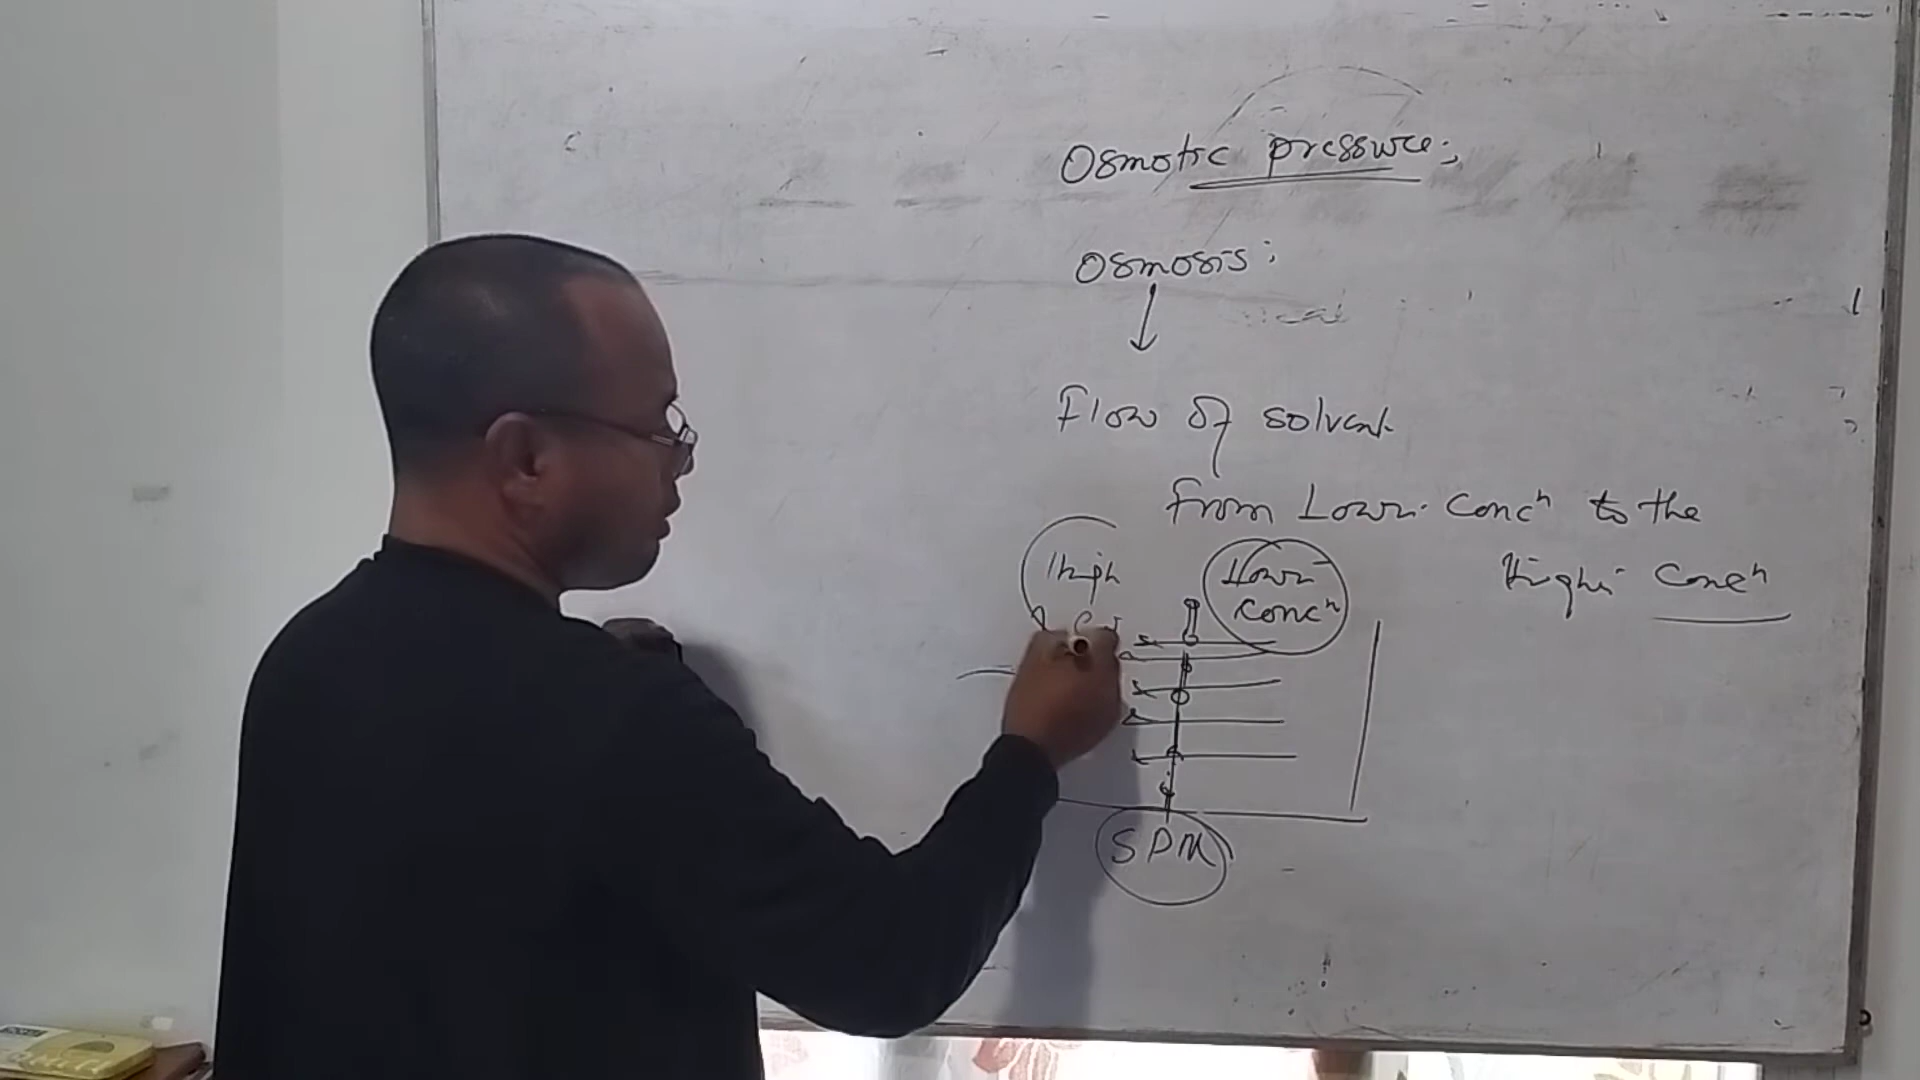 Osmotic pressure:
Osmosis:
Flow of solvent
from Lower concⁿ to the
Higher concⁿ
High
Lower
concⁿ
SPM